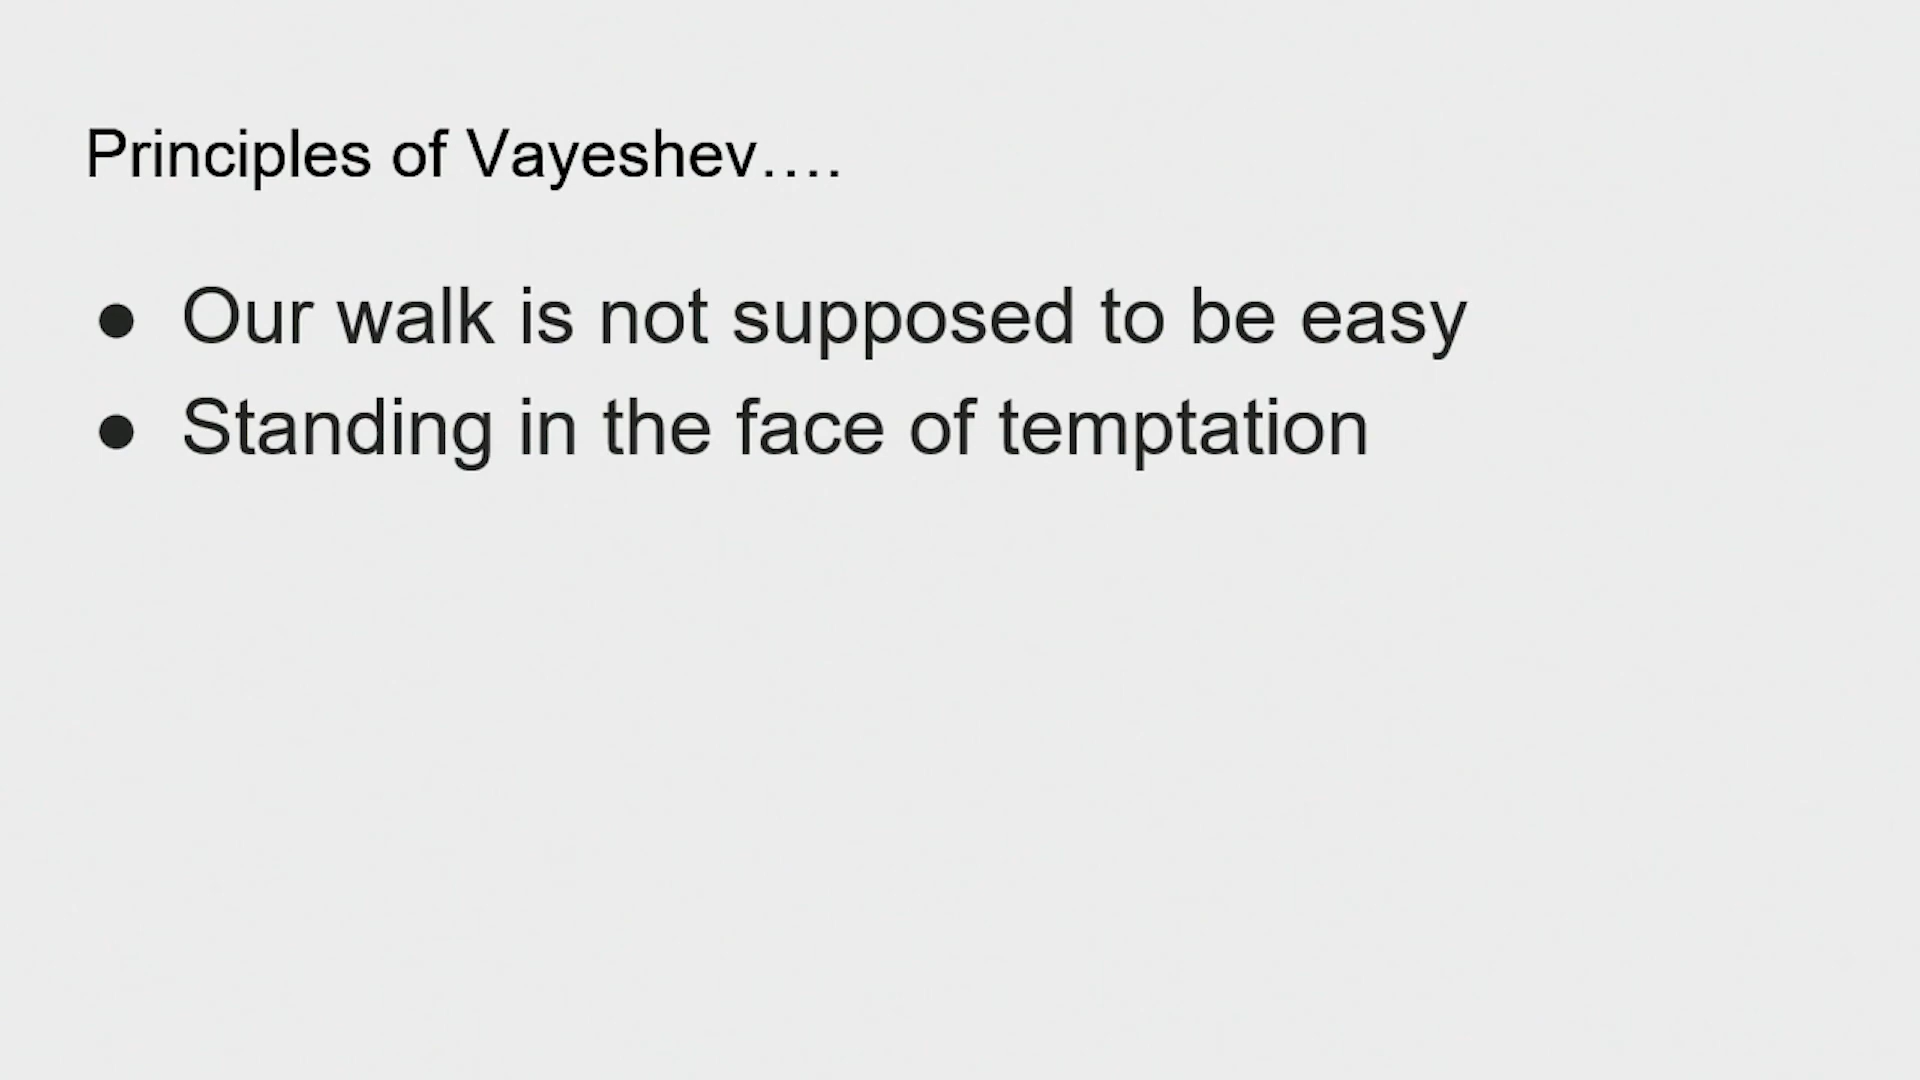 Principles of Vayeshev....
● Our walk is not supposed to be easy
● Standing in the face of temptation